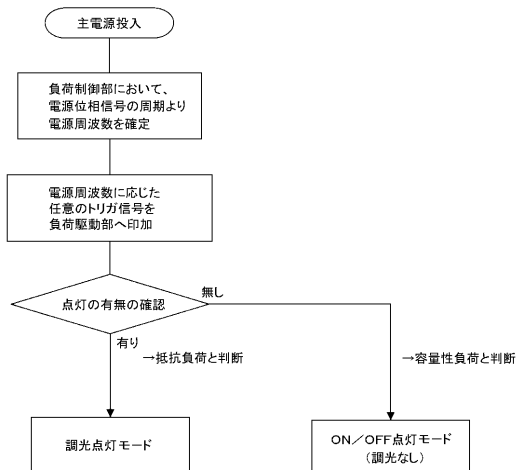 主電源投入
負荷制御部において、
電源位相信号の周期より
電源周波数を確定
電源周波数に応じた
任意のトリガ信号を
負荷駆動部へ印加
点灯の有無の確認
無し
有り
→抵抗負荷と判断
→容量性負荷と判断
調光点灯モード
ON/OFF点灯モード
(調光なし)